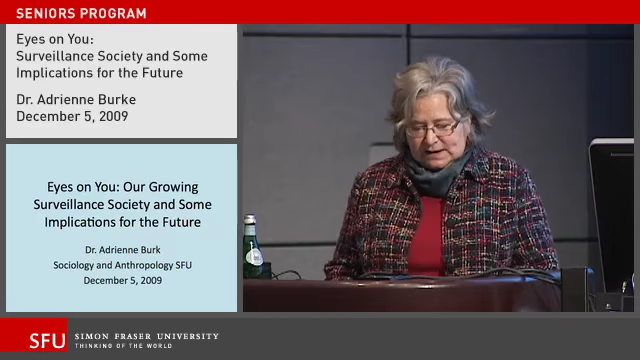 SENIORS PROGRAM
Eyes on You:
Surveillance Society and Some
Implications for the Future
Dr. Adrienne Burke
December 5, 2009
Eyes on You: Our Growing
Surveillance Society and Some
Implications for the Future
Dr. Adrienne Burk
Sociology and Anthropology SFU
December 5, 2009
SFU
SIMON FRASER UNIVERSITY
THINKING OF THE WORLD